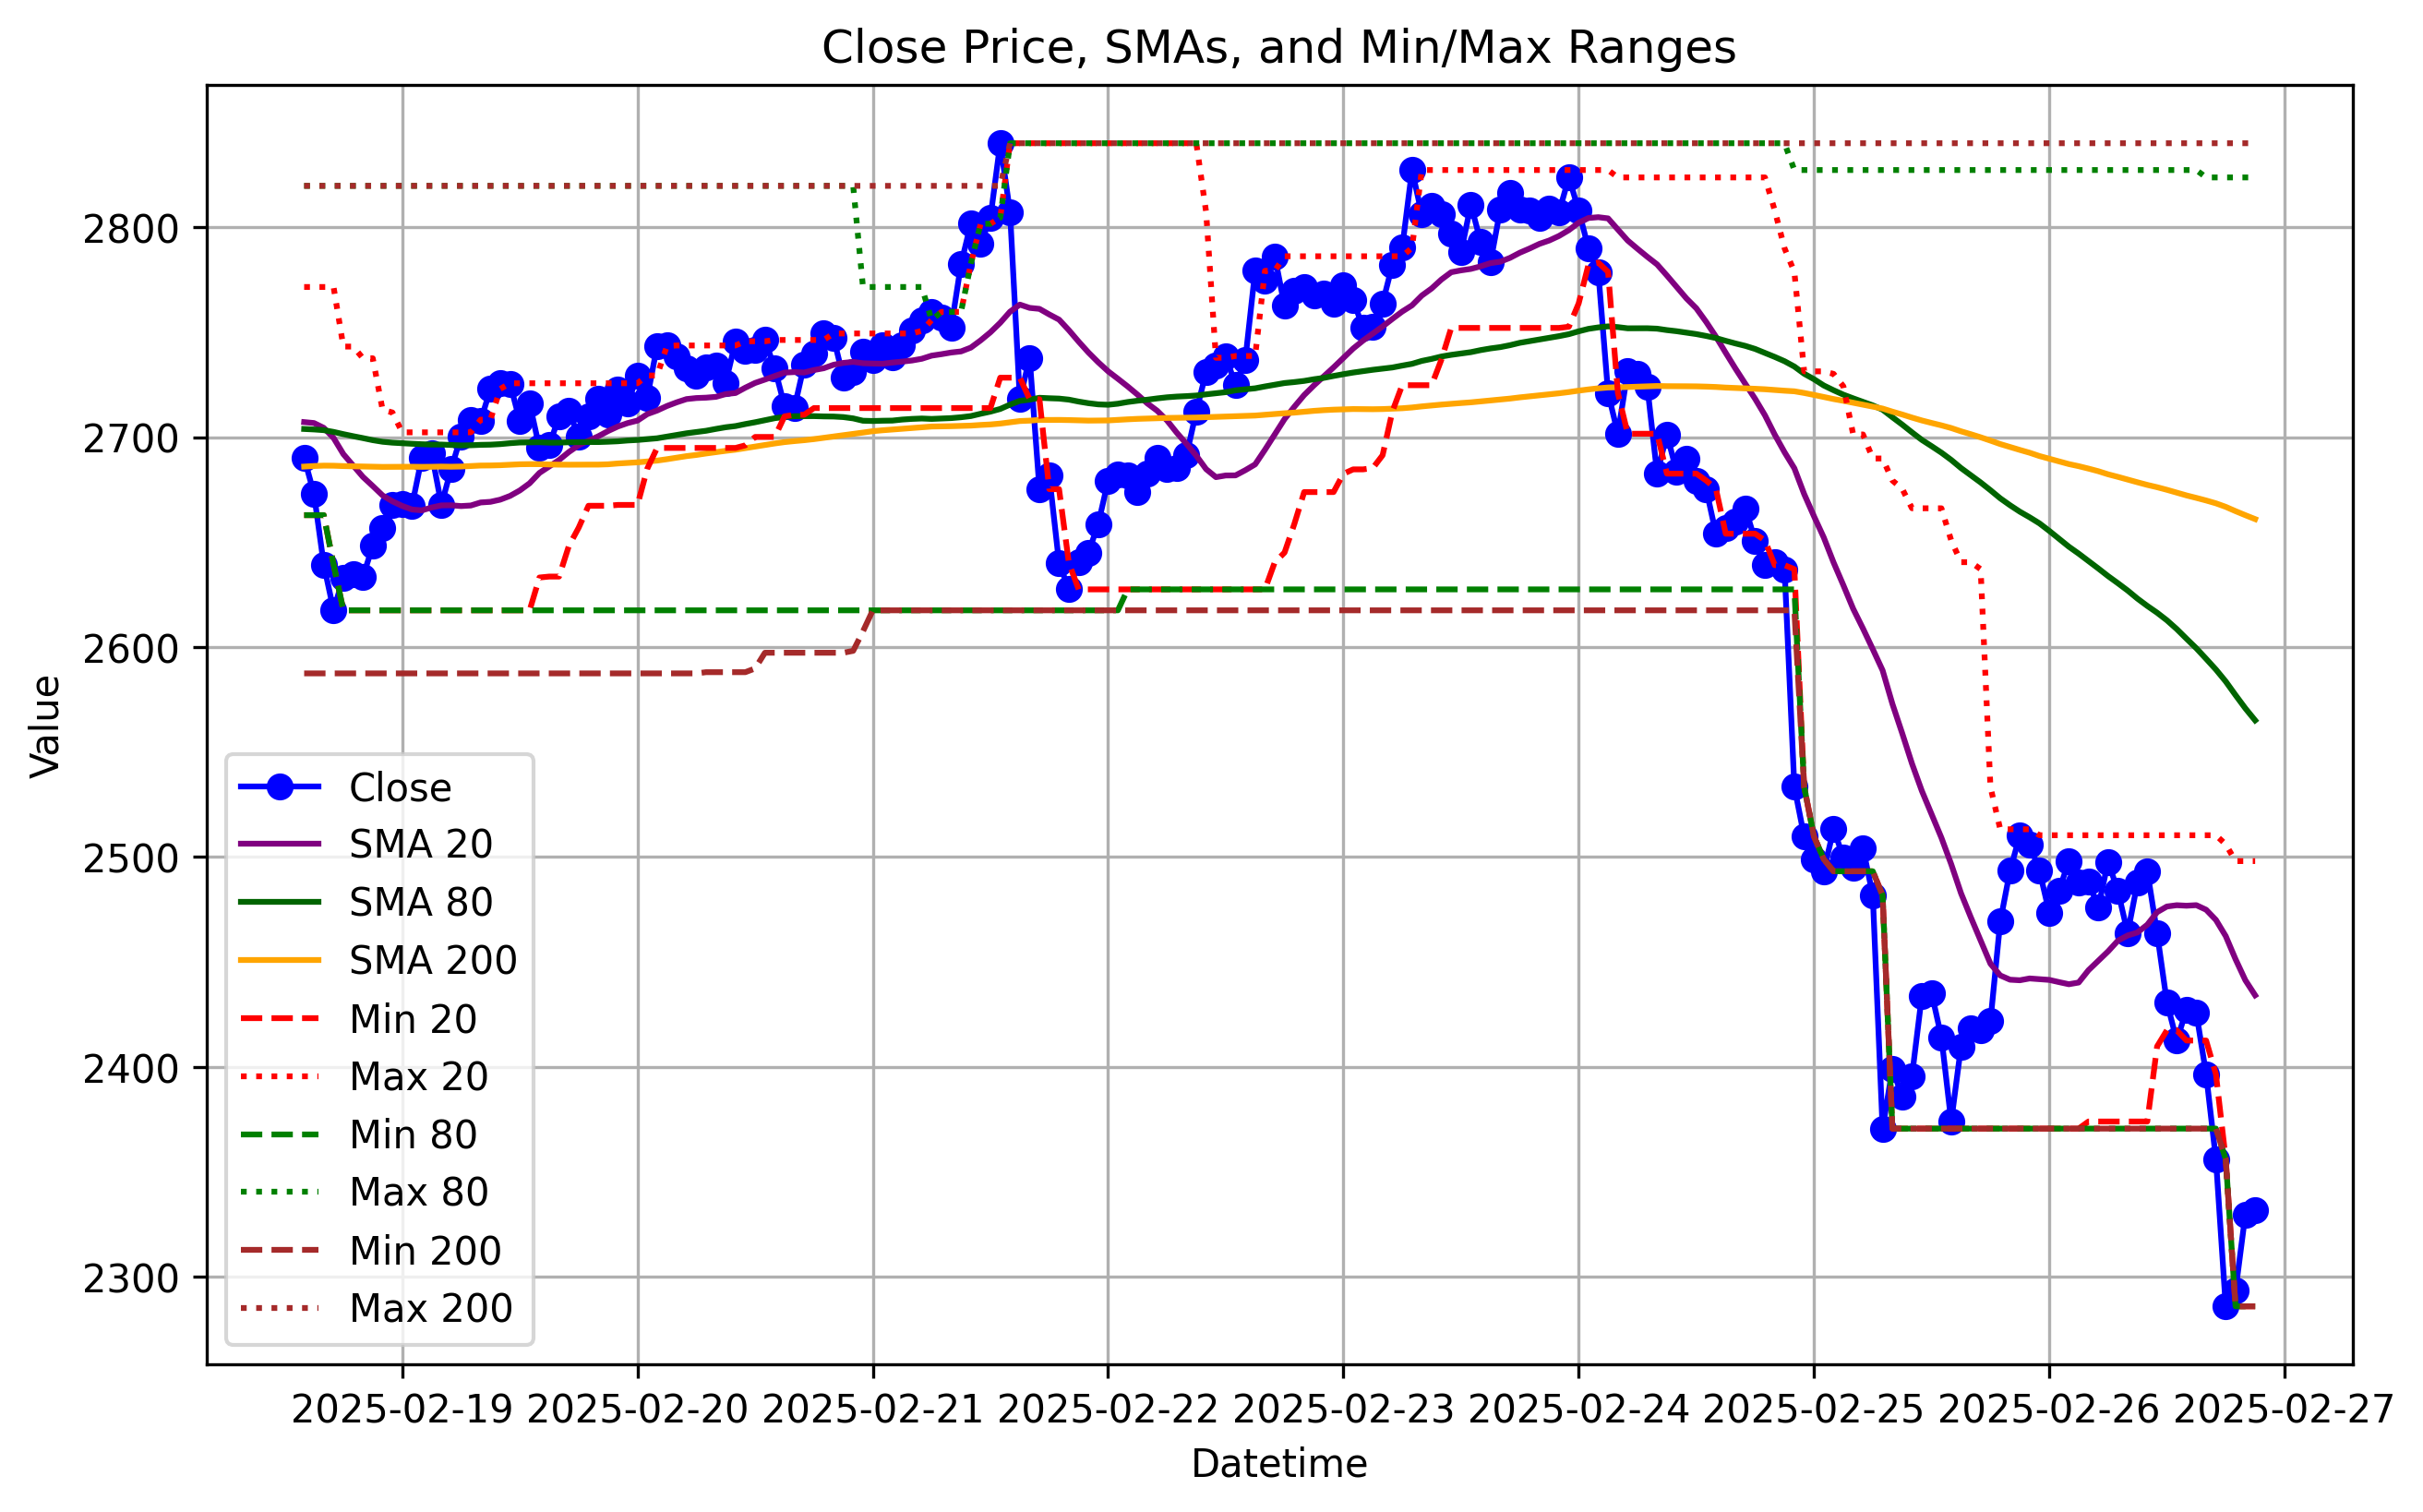 Close Price, SMAs, and Min/Max Ranges
Value
2800
2700
2600
2500
2400
2300
Close
SMA 20
SMA 80
SMA 200
Min 20
Max 20
Min 80
Max 80
Min 200
Max 200
2025-02-19 2025-02-20 2025-02-21 2025-02-22 2025-02-23 2025-02-24 2025-02-25 2025-02-26 2025-02-27
Datetime